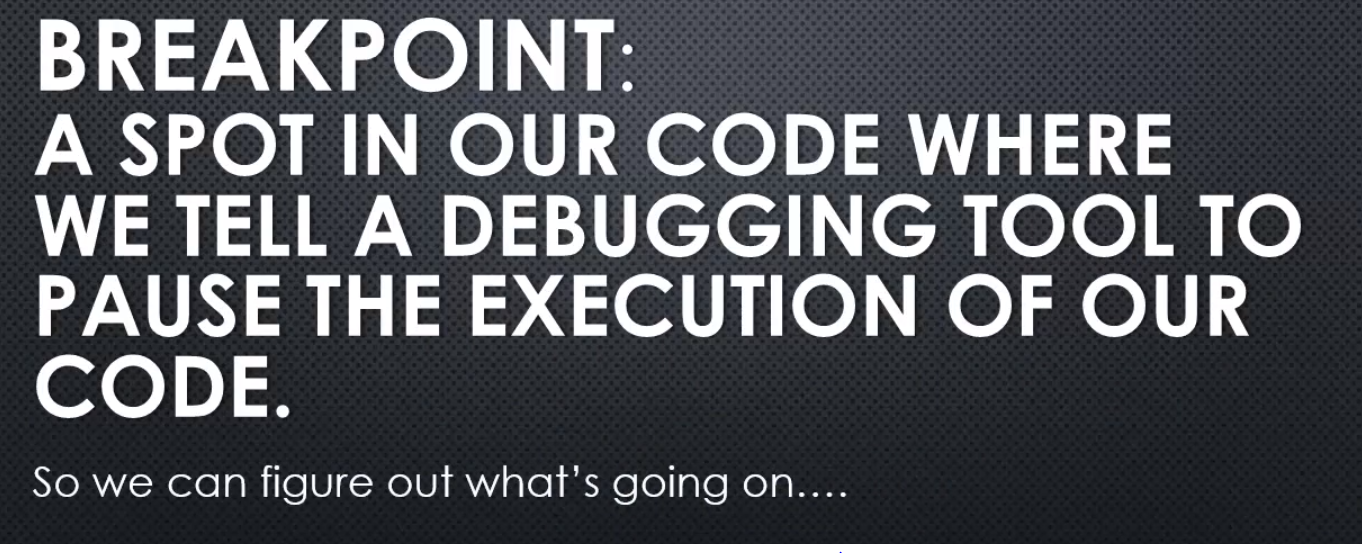 BREAKPOINT:
A SPOT IN OUR CODE WHERE
WE TELL A DEBUGGING TOOL TO
PAUSE THE EXECUTION OF OUR
CODE.
So we can figure out what’s going on....